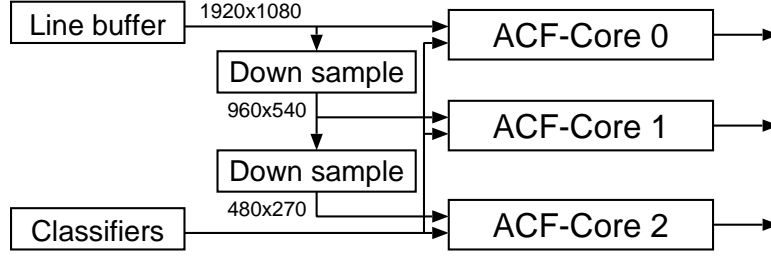 Line buffer
1920x1080
ACF-Core 0
Down sample
960x540
ACF-Core 1
Down sample
480x270
Classifiers
ACF-Core 2